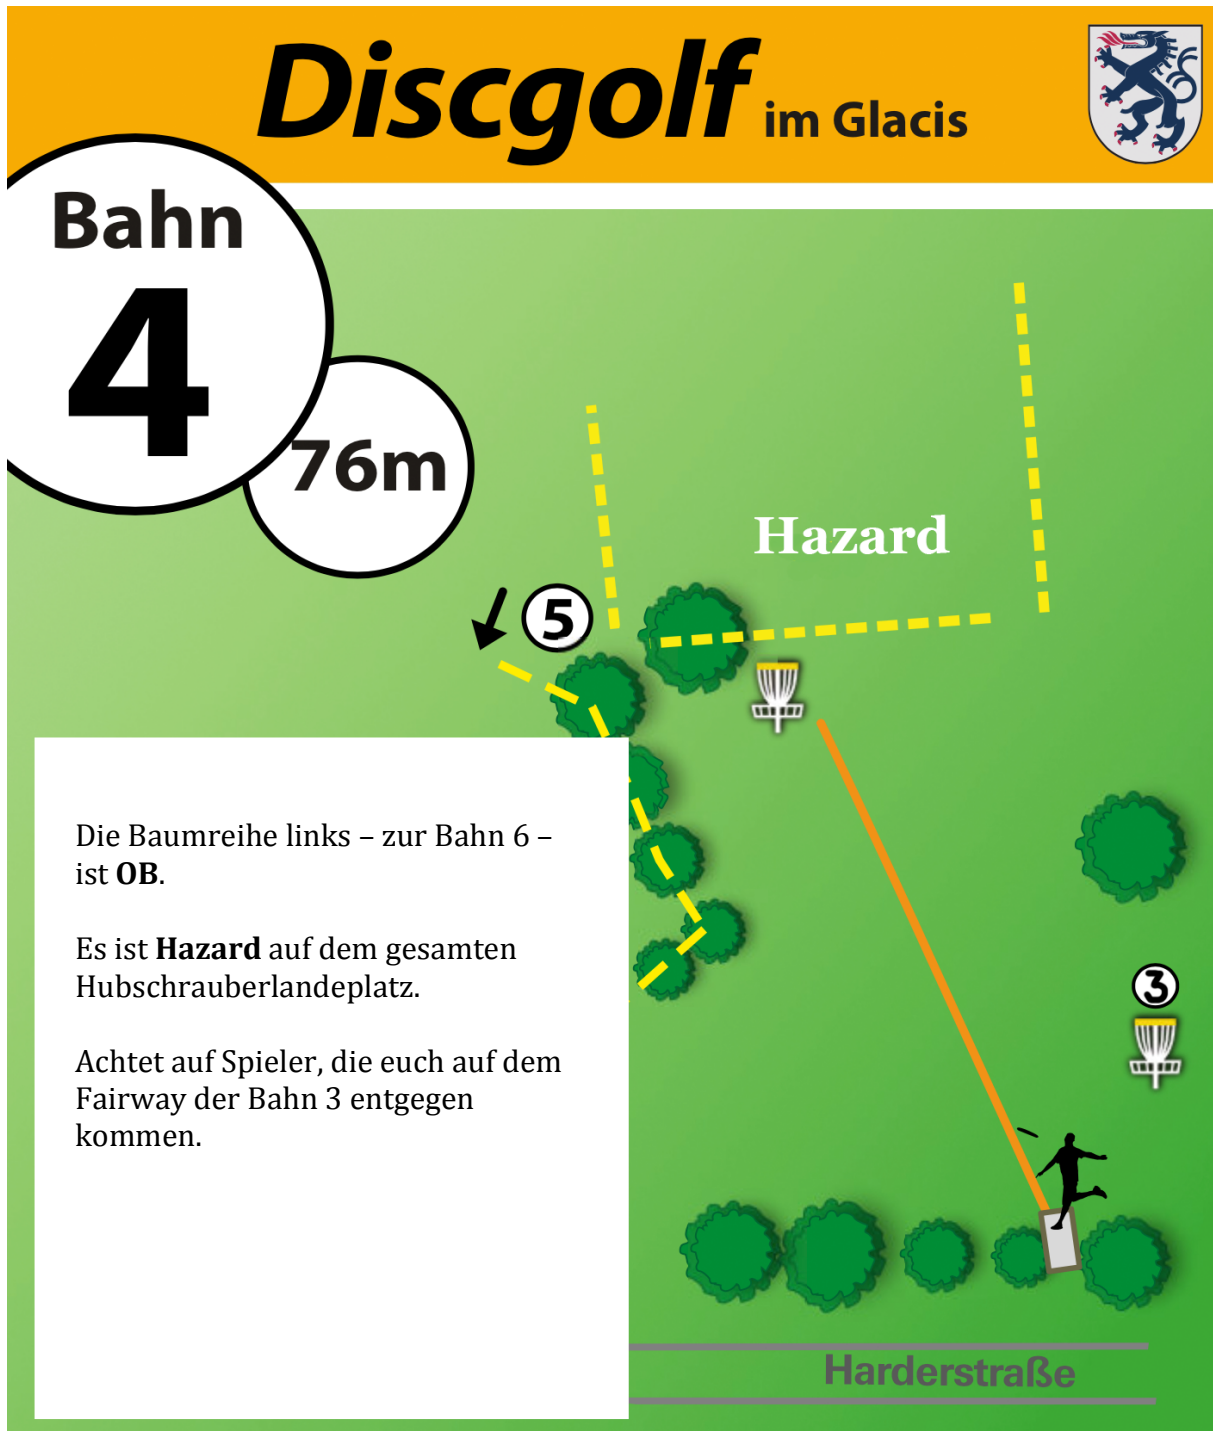 Discgolf im Glacis
Bahn
4
76m
Hazard
5
Die Baumreihe links – zur Bahn 6 –
ist OB.
Es ist Hazard auf dem gesamten
Hubschrauberlandeplatz.
Achtet auf Spieler, die euch auf dem
Fairway der Bahn 3 entgegen
kommen.
3
Harderstraße